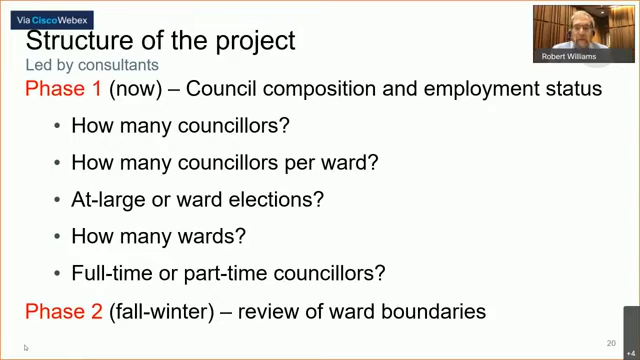 Via CiscoWebex
Structure of the project
Led by consultants
Robert Williams
Phase 1 (now) – Council composition and employment status
• How many councillors?
• How many councillors per ward?
• At-large or ward elections?
• How many wards?
• Full-time or part-time councillors?
Phase 2 (fall-winter) – review of ward boundaries
20
+4